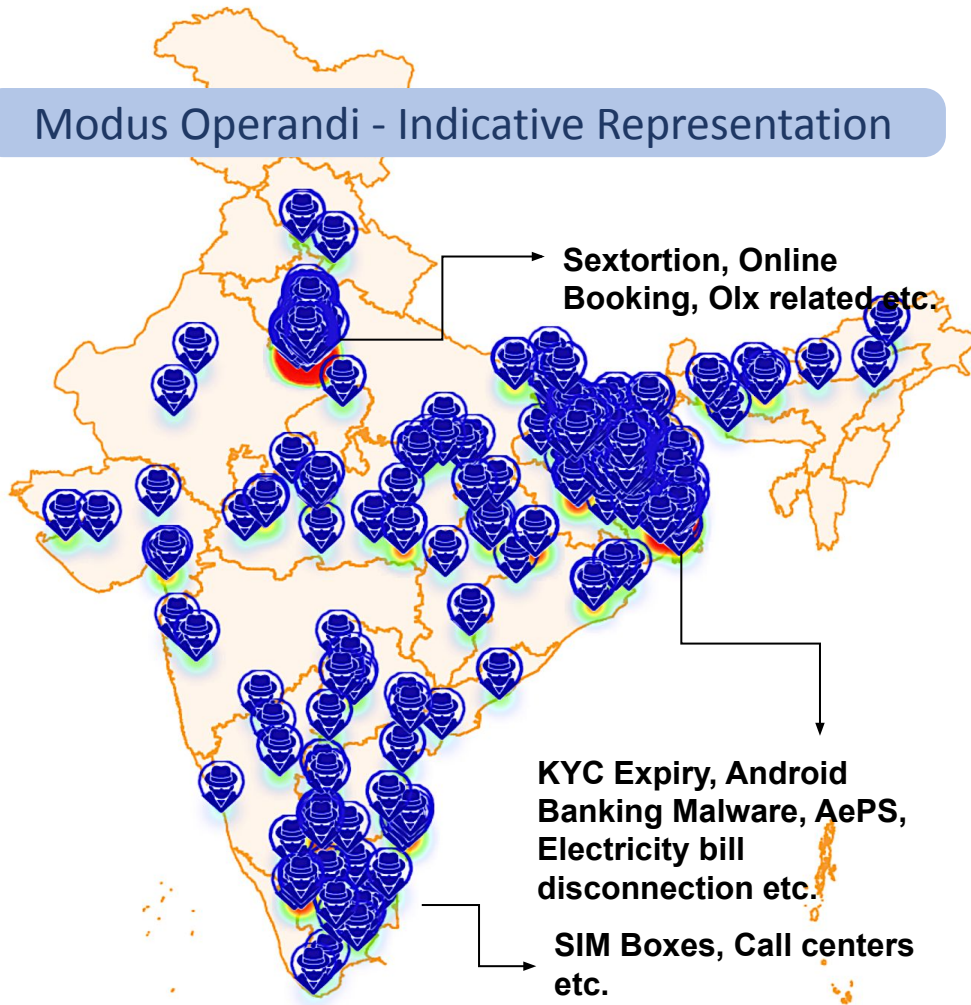 Modus Operandi - Indicative Representation
Sextortion, Online
Booking, Olx related etc.
KYC Expiry, Android
Banking Malware, AePS,
Electricity bill
disconnection etc.
SIM Boxes, Call centers
etc.